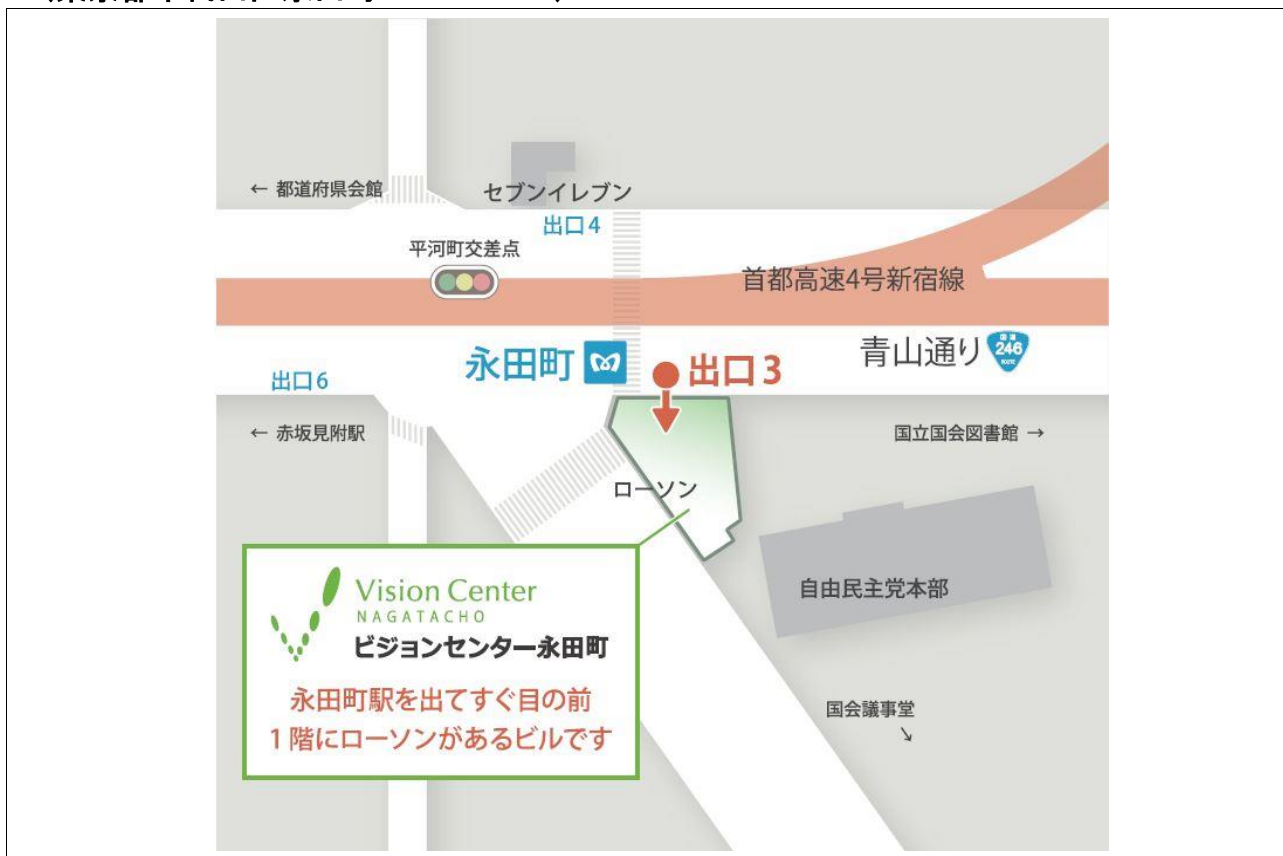 ← 都道府県会館
セブンイレブン
出口4
平河町交差点
首都高速4号新宿線
永田町
出口3
青山通り
国道
246
ROUTE
出口6
← 赤坂見附駅
国立国会図書館 →
ローソン
Vision Center
NAGATACHO
ビジョンセンター永田町
永田町駅を出てすぐ目の前
1階にローソンがあるビルです
自由民主党本部
国会議事堂
↘